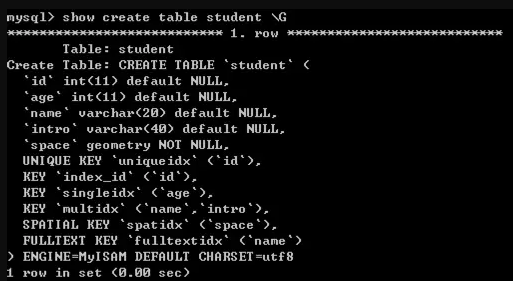 mysql> show create table student \G
*************************** 1. row ***************************
Table: student
Create Table: CREATE TABLE `student` (
`id` int(11) default NULL,
`age` int(11) default NULL,
`name` varchar(20) default NULL,
`intro` varchar(40) default NULL,
`space` geometry NOT NULL,
UNIQUE KEY `uniqueidx` (`id`),
KEY `index_id` (`id`),
KEY `singleidx` (`age`),
KEY `multidx` (`name`,`intro`),
SPATIAL KEY `spatidx` (`space`),
FULLTEXT KEY `fulltextidx` (`name`)
) ENGINE=MyISAM DEFAULT CHARSET=utf8
1 row in set (0.00 sec)